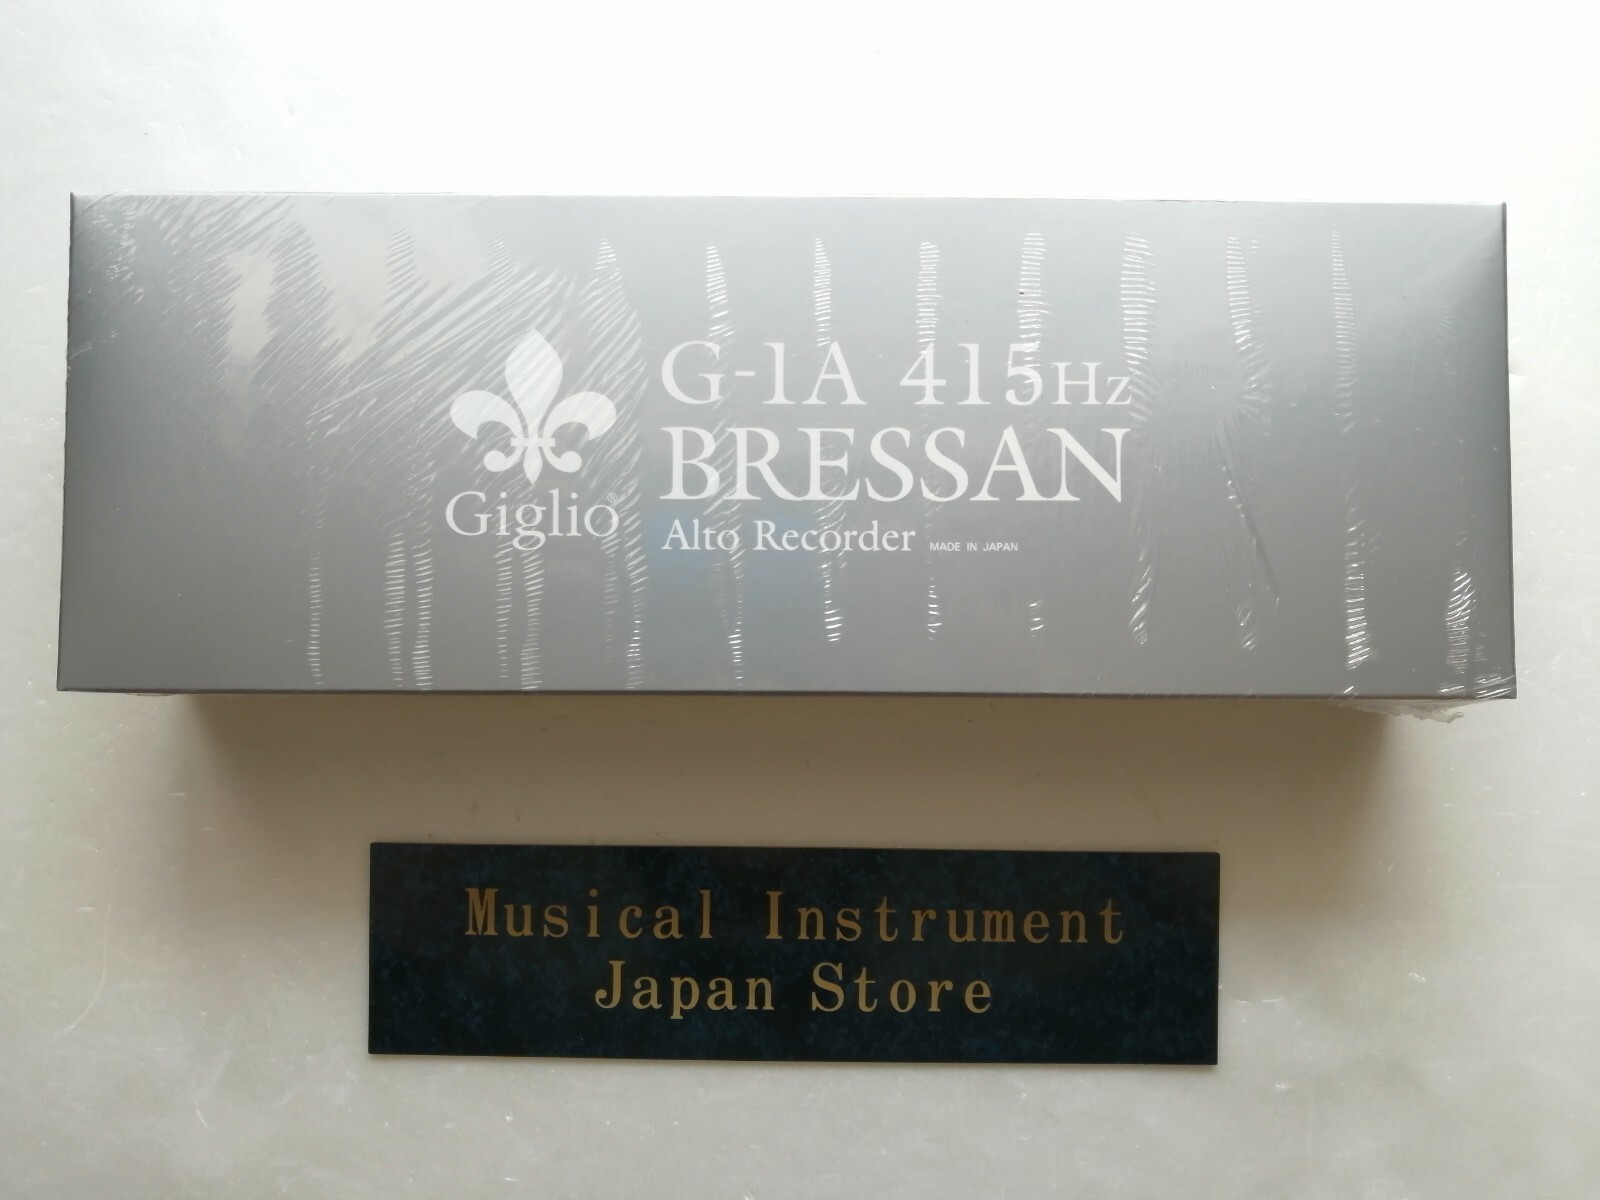 G-1A 415Hz
BRESSAN
Giglio
Alto Recorder MADE IN JAPAN
Musical Instrument
Japan Store